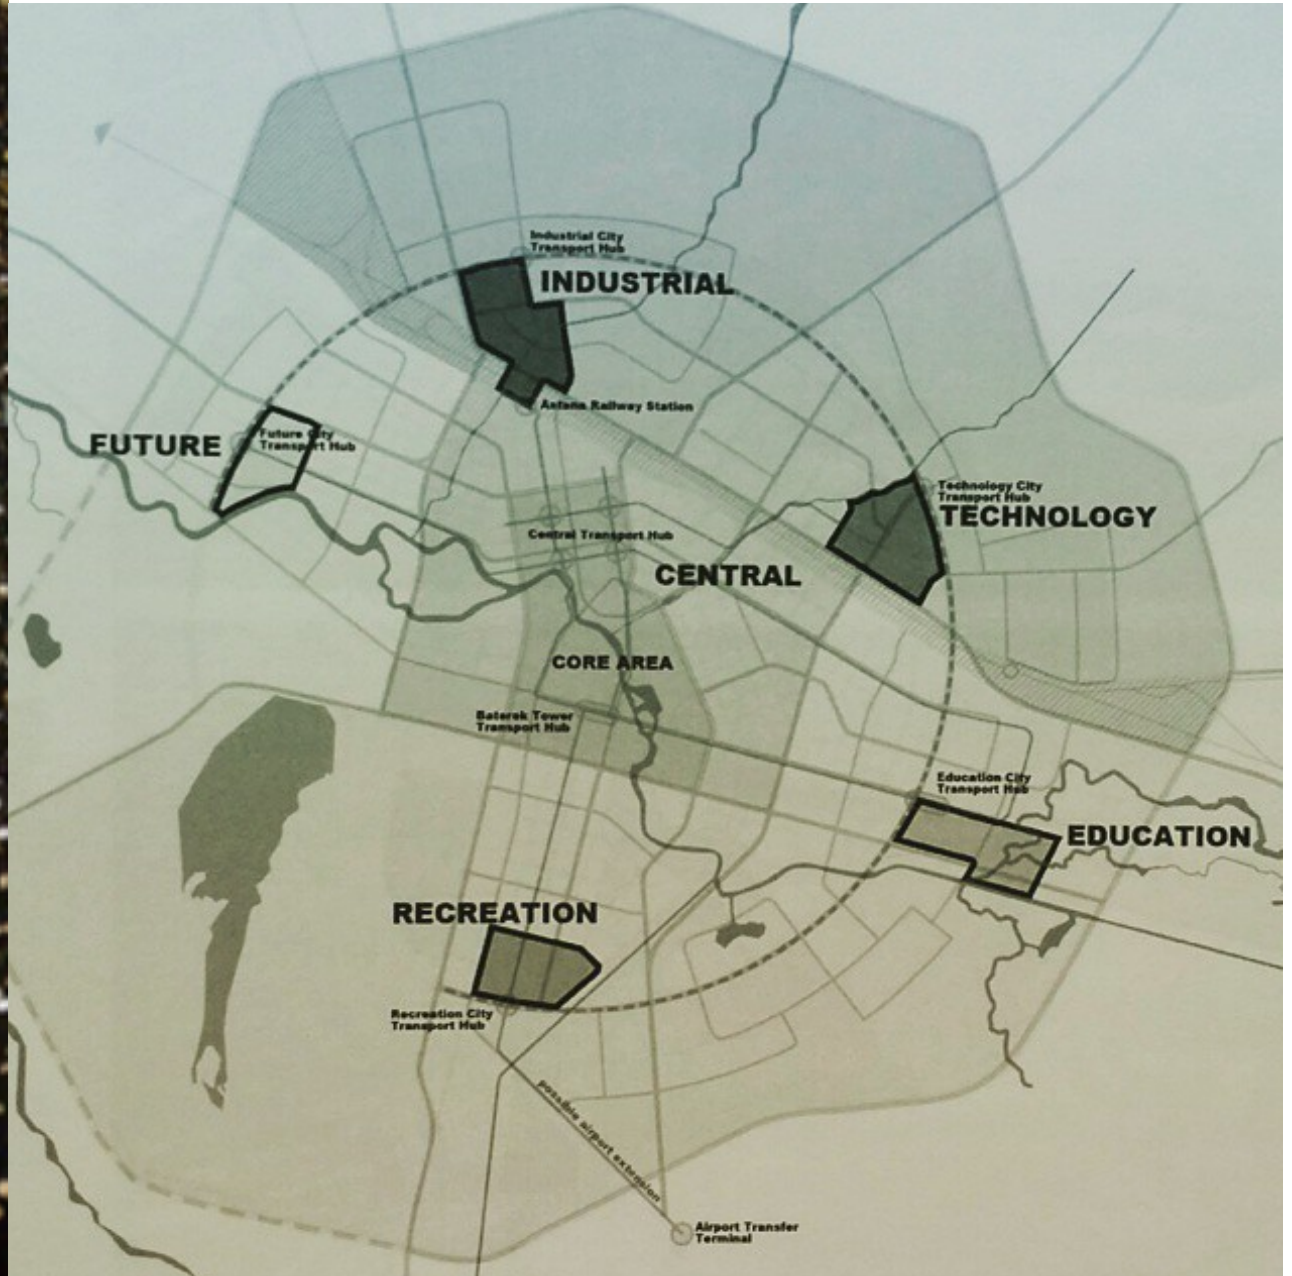 Industrial City
Transport Hub
INDUSTRIAL
Astana Railway Station
FUTURE
Future City
Transport Hub
Technology City
Transport Hub
TECHNOLOGY
Central Transport Hub
CENTRAL
CORE AREA
Baterek Tower
Transport Hub
Education City
Transport Hub
EDUCATION
RECREATION
Recreation City
Transport Hub
possible airport extension
Airport Transfer
Terminal